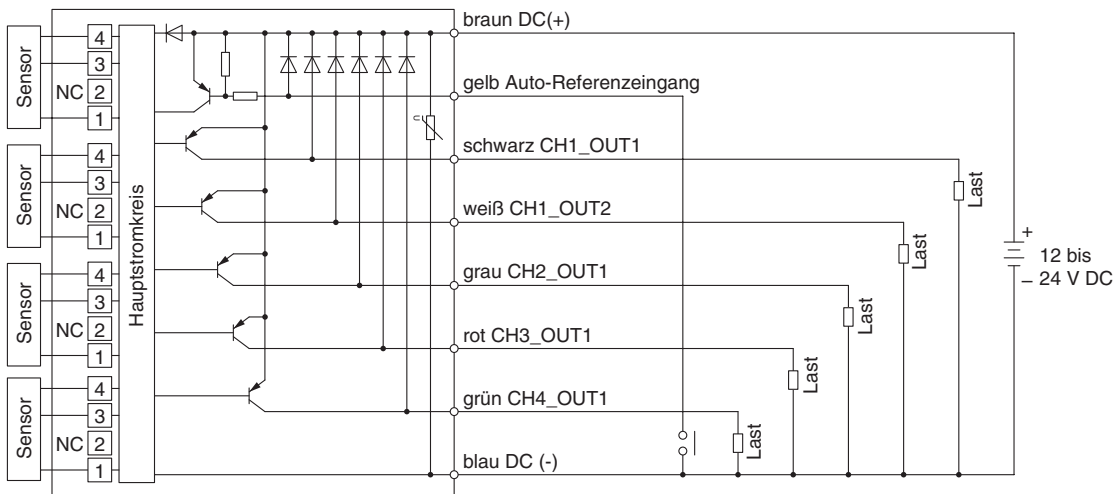 braun DC(+)
gelb Auto-Referenzeingang
schwarz CH1_OUT1
weiß CH1_OUT2
grau CH2_OUT1
rot CH3_OUT1
grün CH4_OUT1
blau DC (-)
Sensor
4
3
NC 2
1
Sensor
4
3
NC 2
1
Sensor
4
3
NC 2
1
Sensor
4
3
NC 2
1
Hauptstromkreis
U
Last
Last
Last
Last
Last
+
12 bis
– 24 V DC